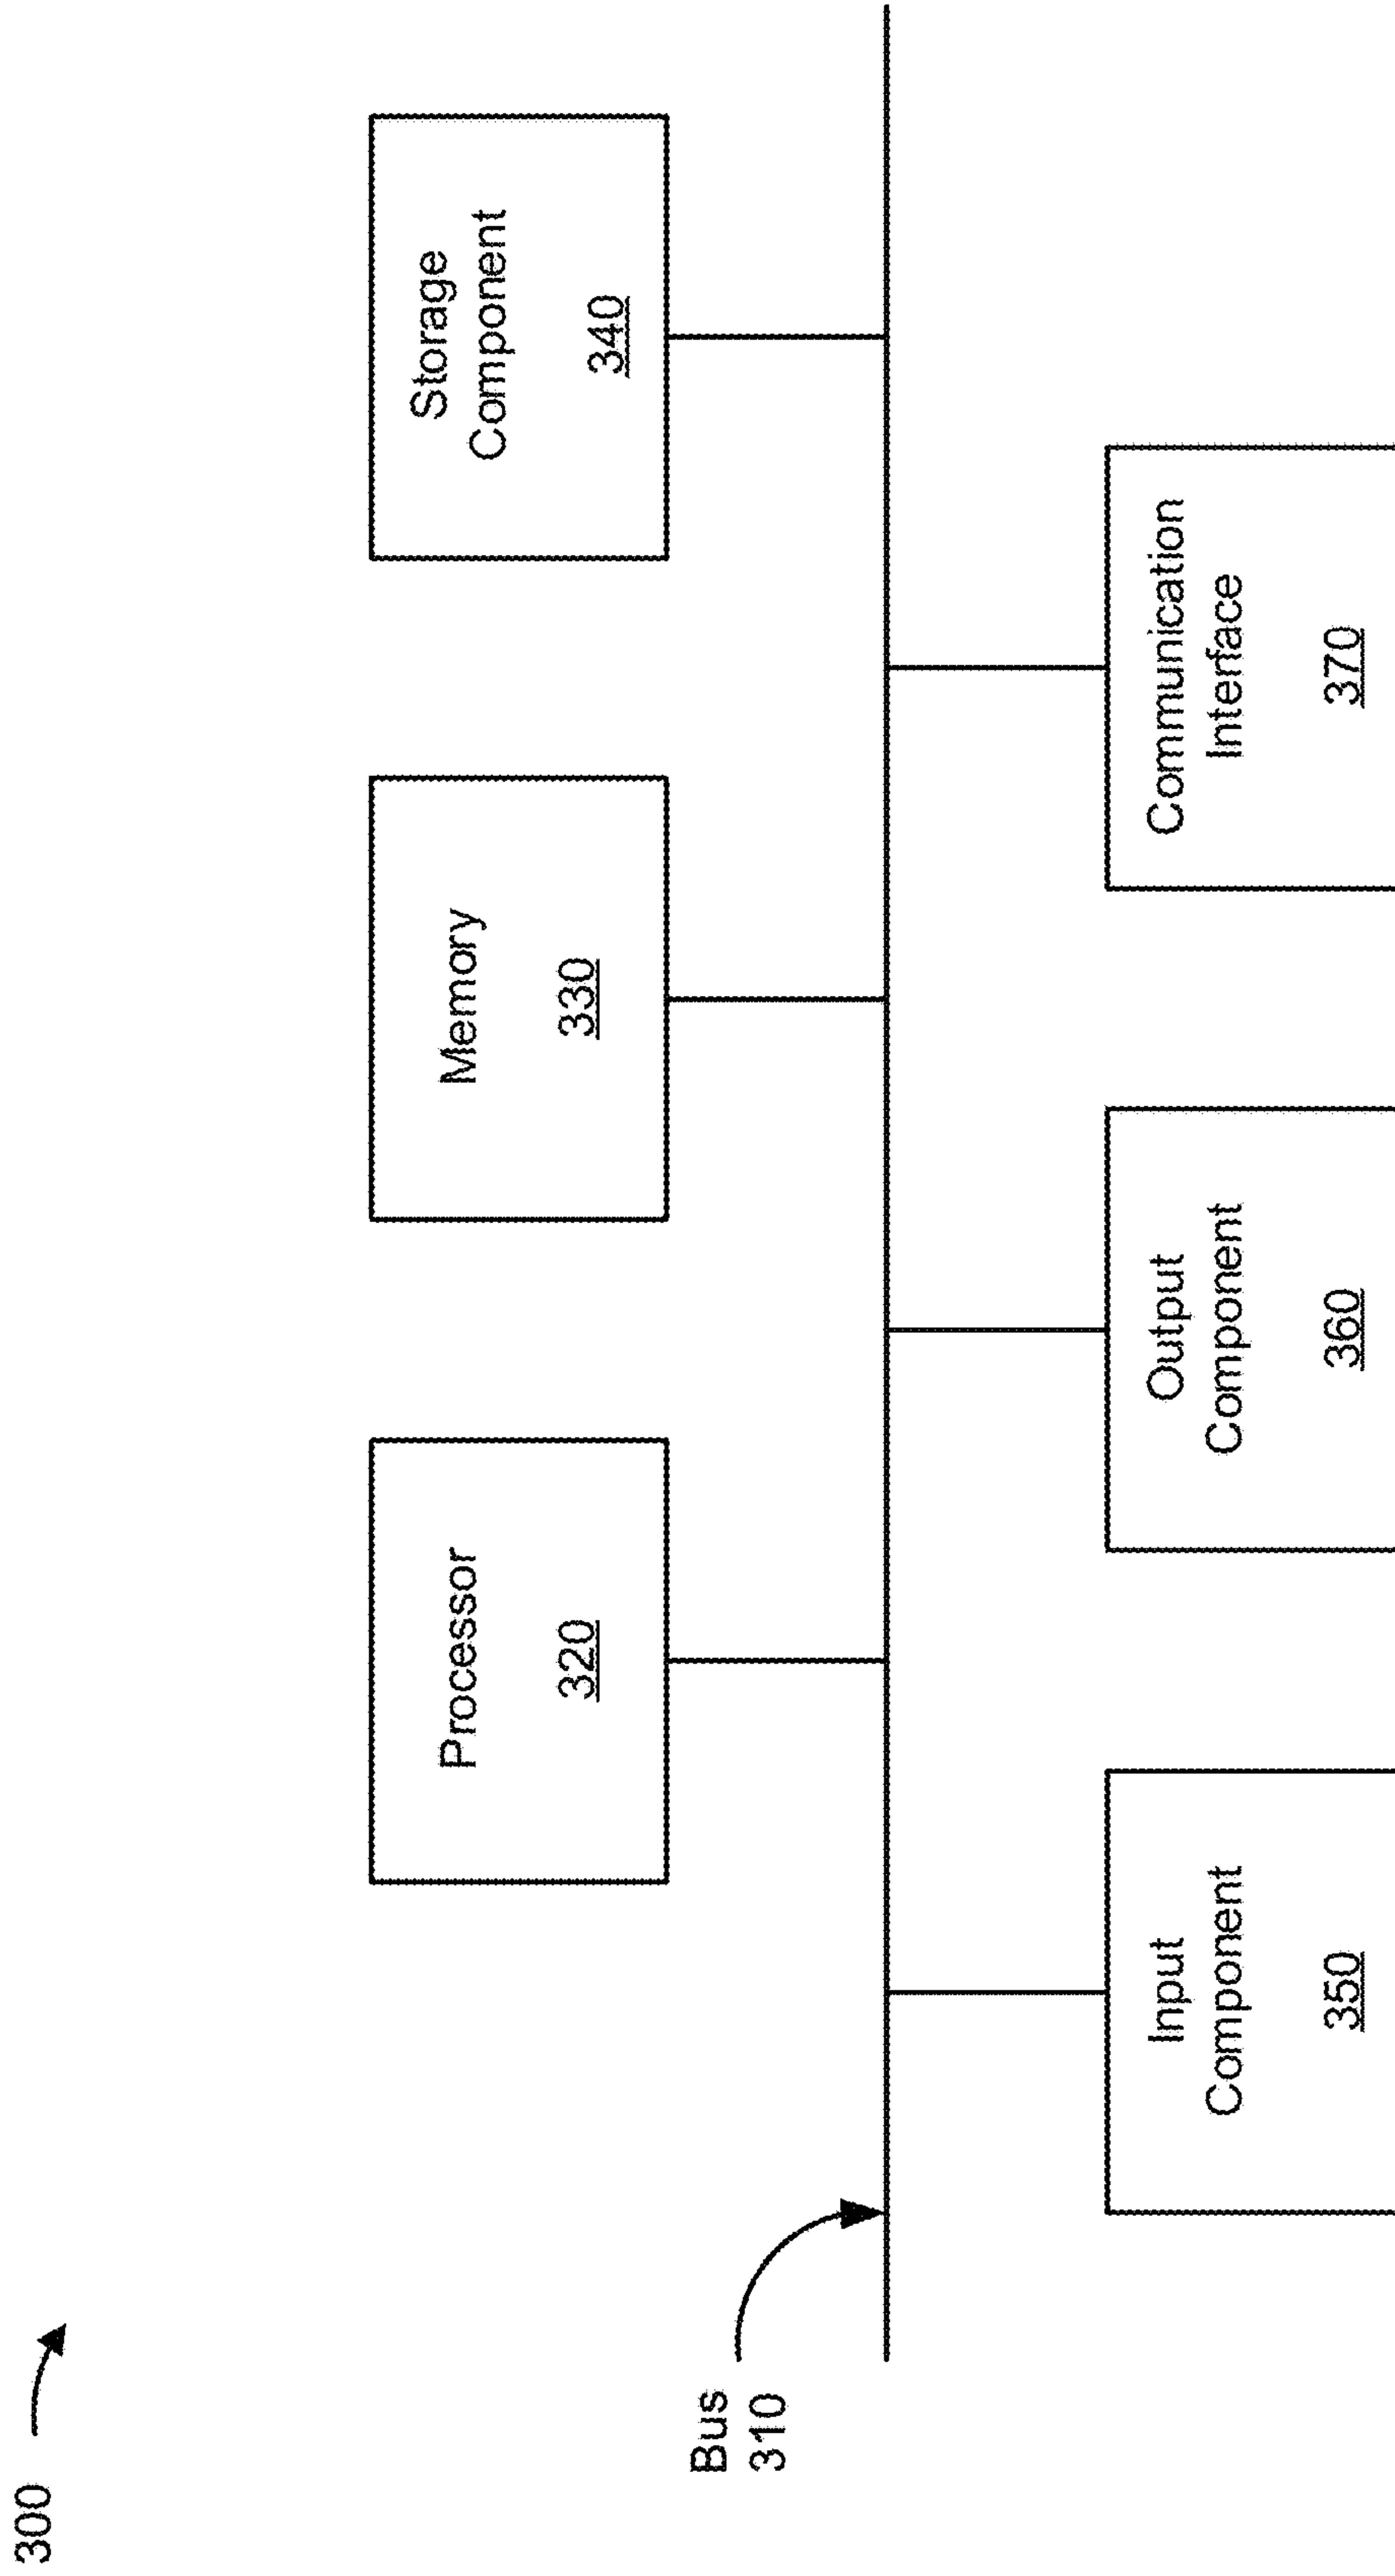 300
Processor
320
Memory
330
Storage
Component
340
Bus
310
Input
Component
350
Output
Component
360
Communication
Interface
370